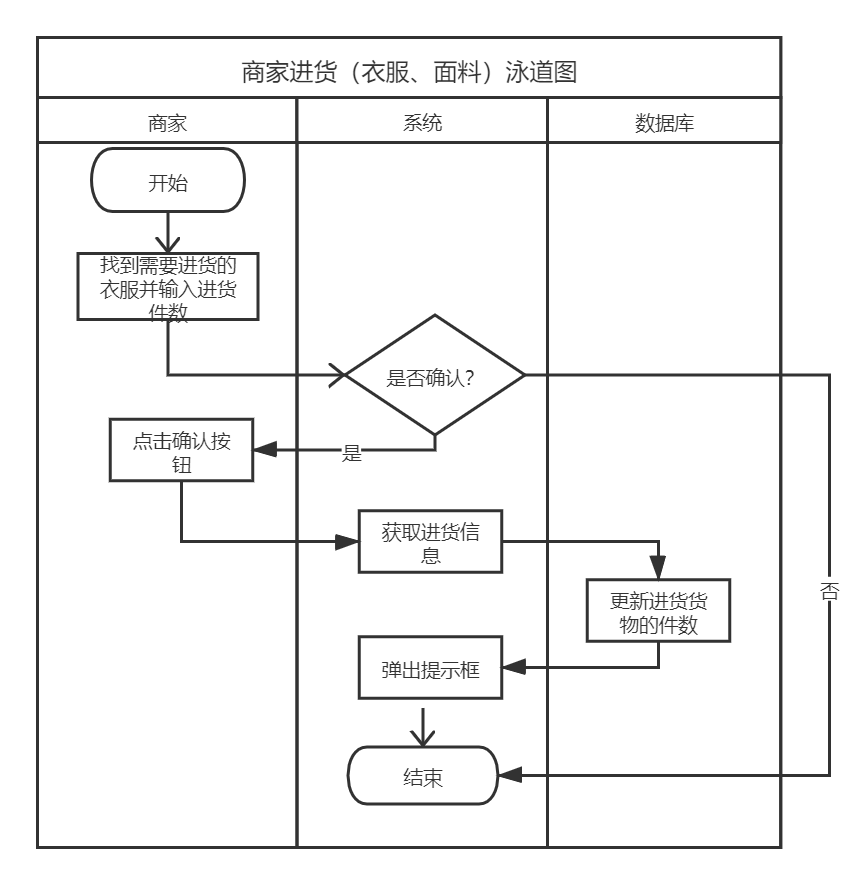 商家进货（衣服、面料）泳道图
商家
系统
数据库
开始
找到需要进货的
衣服并输入进货
件数
是否确认?
点击确认按
钮
是
获取进货信
息
更新进货货
物的件数
否
弹出提示框
结束